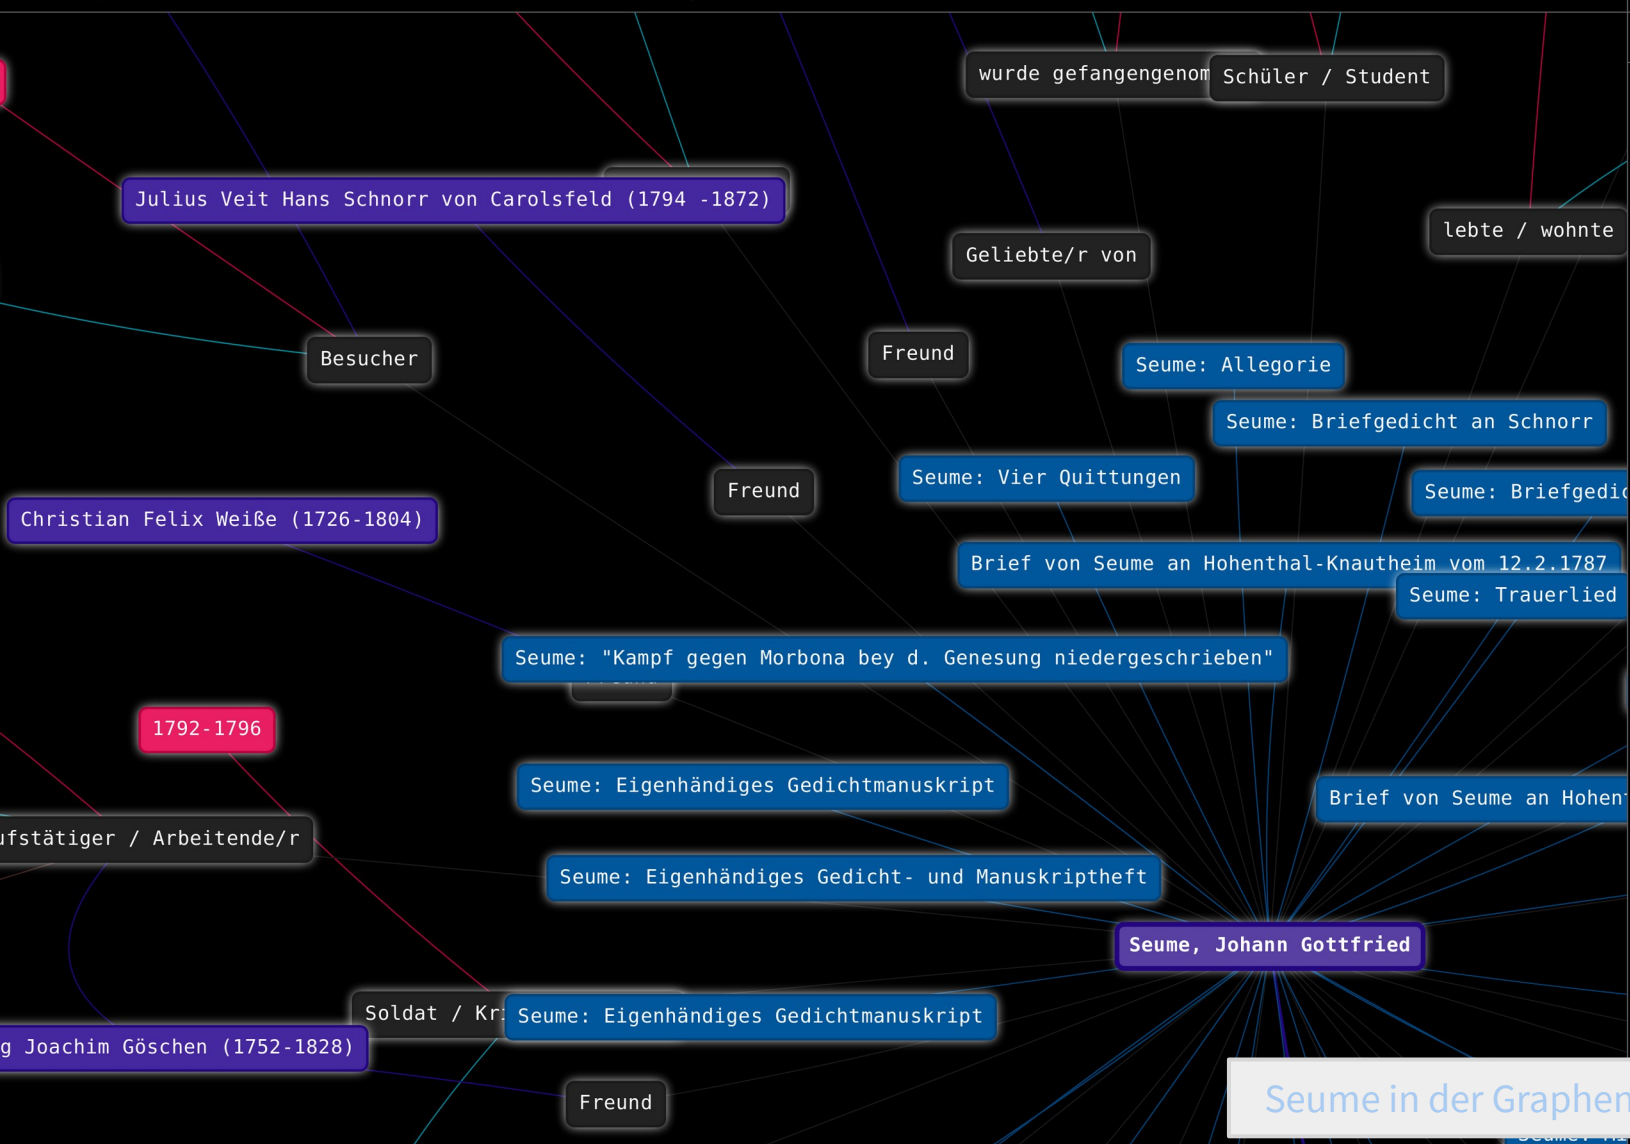 wurde gefangengenom
Schüler / Student
Julius Veit Hans Schnorr von Carolsfeld (1794 -1872)
lebte / wohnte
Geliebte/r von
Besucher
Freund
Seume: Allegorie
Seume: Briefgedicht an Schnorr
Seume: Vier Quittungen
Freund
Seume: Briefgedic
Christian Felix Weiße (1726-1804)
Brief von Seume an Hohenthal-Knautheim vom 12.2.1787
Seume: Trauerlied
Seume: "Kampf gegen Morbona bey d. Genesung niedergeschrieben"
1792-1796
Seume: Eigenhändiges Gedichtmanuskript
Brief von Seume an Hohent
ufstätiger / Arbeitende/r
Seume: Eigenhändiges Gedicht- und Manuskriptheft
Seume, Johann Gottfried
Soldat / Kri
Seume: Eigenhändiges Gedichtmanuskript
g Joachim Göschen (1752-1828)
Freund
Seume in der Graphen